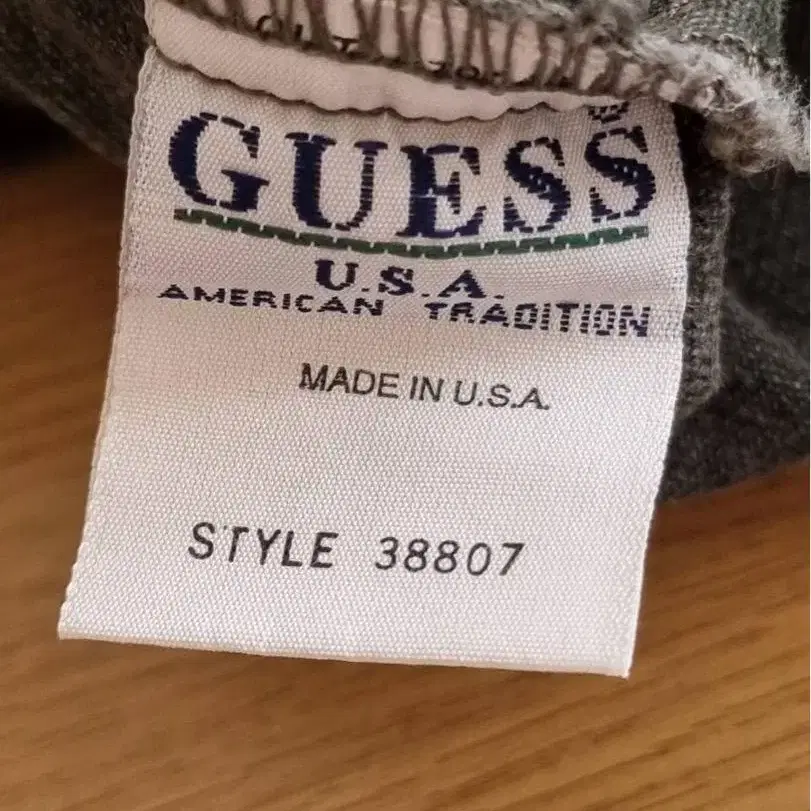 GUESS
U.S.A.
AMERICAN TRADITION
MADE IN U.S.A.
STYLE 38807